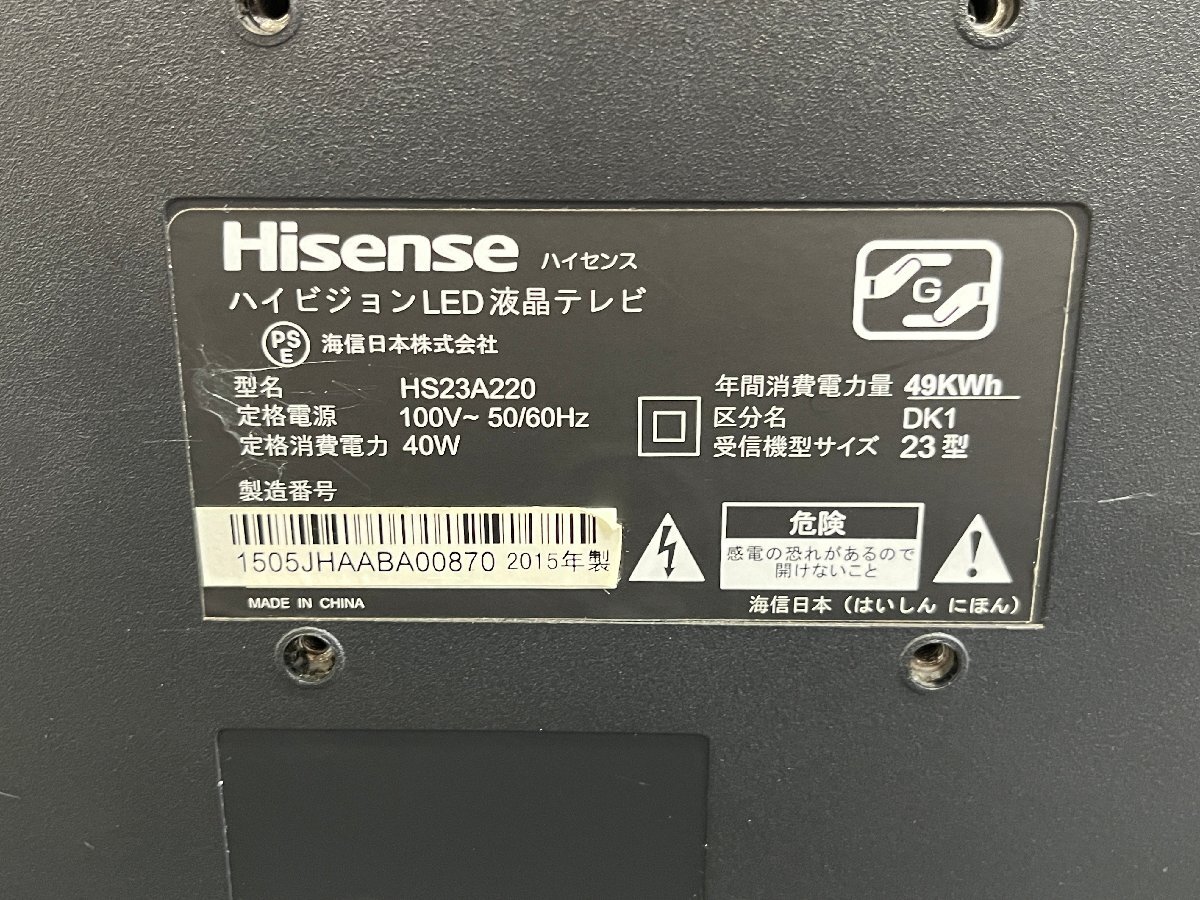 Hisense ハイセンス
ハイビジョンLED液晶テレビ
PS
E 海信日本株式会社
G
型名 HS23A220
定格電源 100V~ 50/60Hz
定格消費電力 40W
年間消費電力量 49KWh
区分名 DK1
受信機型サイズ 23型
製造番号
1505JHAABA00870 2015年製
MADE IN CHINA
危険
感電の恐れがあるので
開けないこと
海信日本（はいしん にほん）